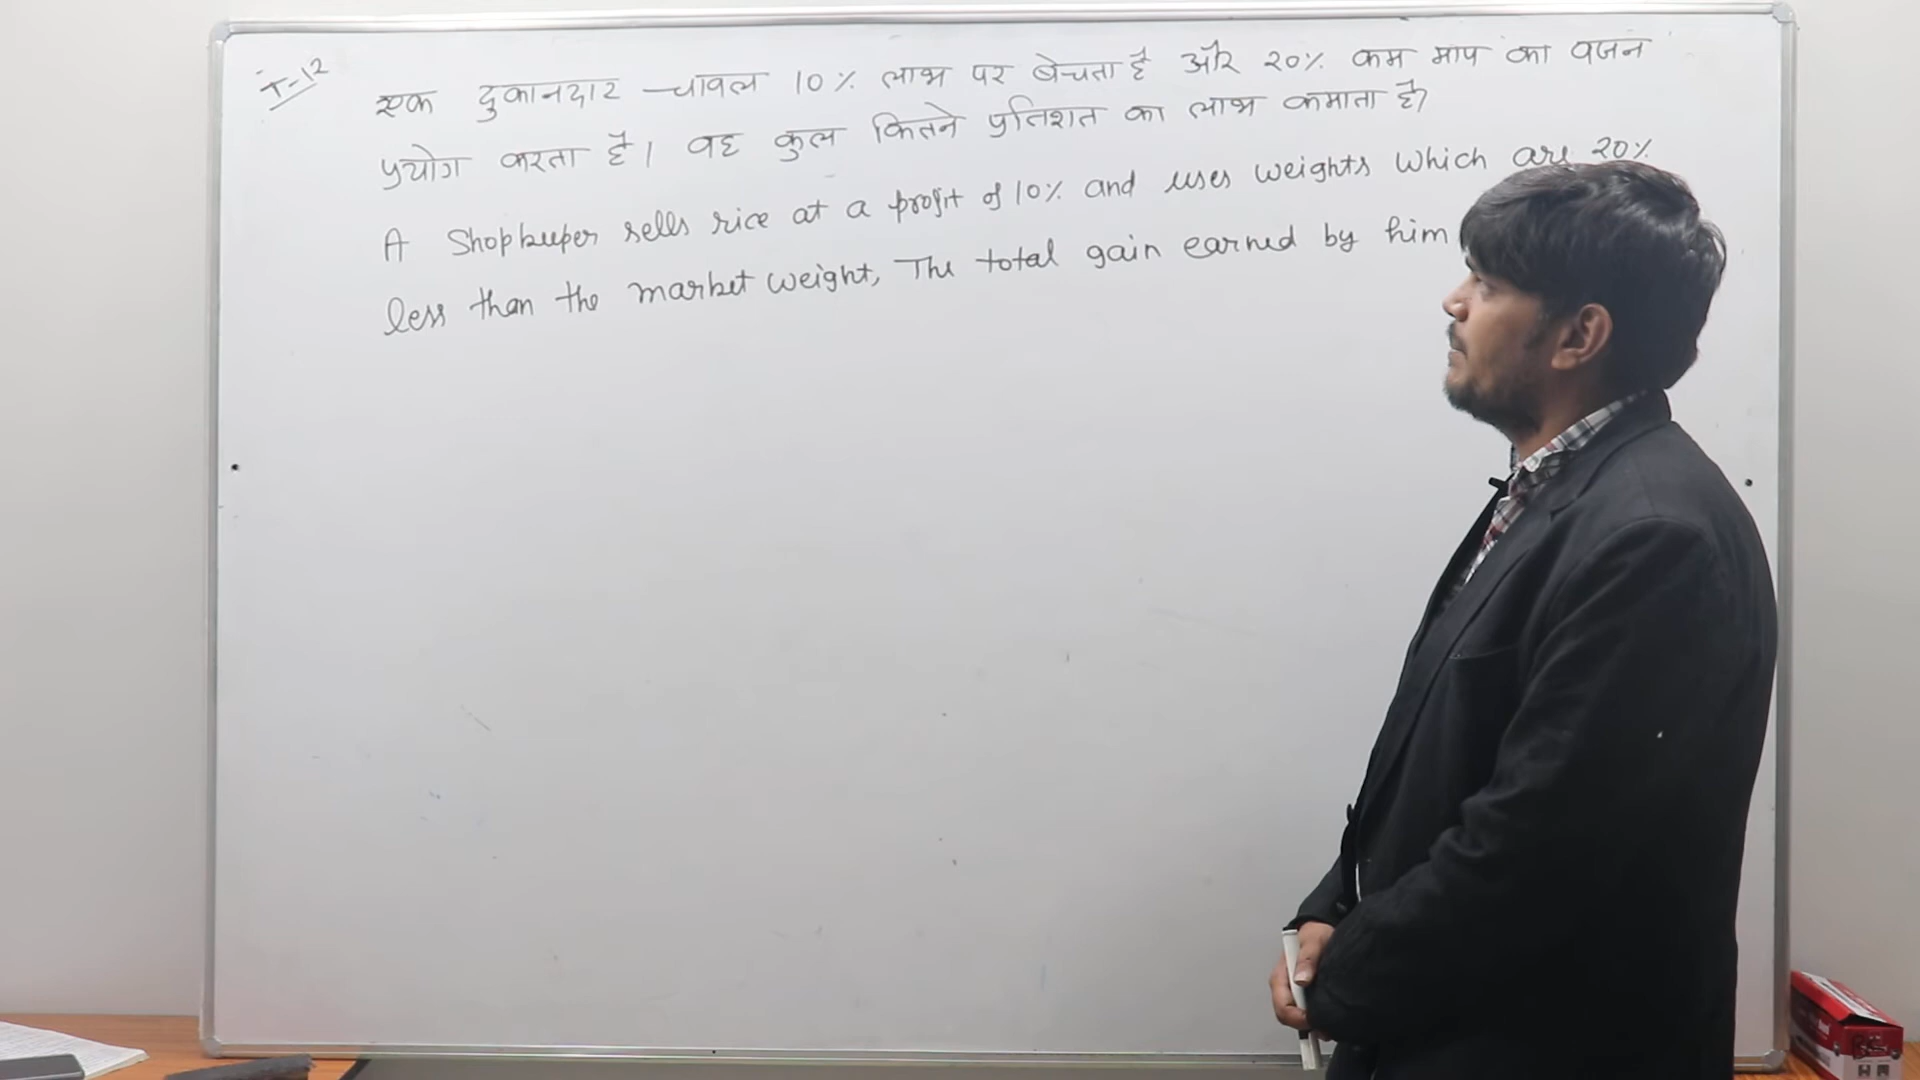 T-12
एक दुकानदार चावल 10% लाभ पर बेचता है और 20% कम माप का वजन
प्रयोग करता है। वह कुल कितने प्रतिशत का लाभ कमाता है?
A Shopkeeper sells rice at a profit of 10% and uses weights which are 20%
less than the market weight, The total gain earned by him